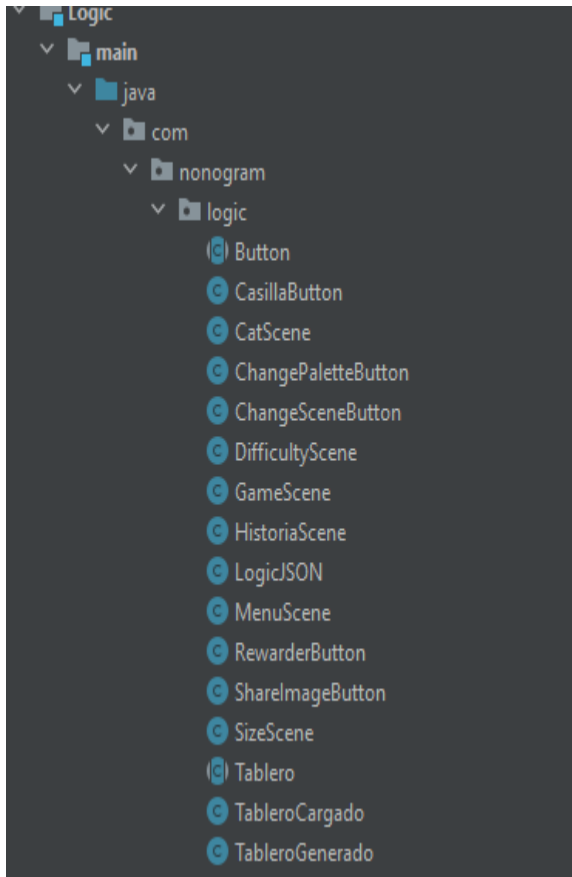 Logic
main
java
com
nonogram
logic
Button
CasillaButton
CatScene
ChangePaletteButton
ChangeSceneButton
DifficultyScene
GameScene
HistoriaScene
LogicJSON
MenuScene
RewarderButton
ShareImageButton
SizeScene
Tablero
TableroCargado
TableroGenerado